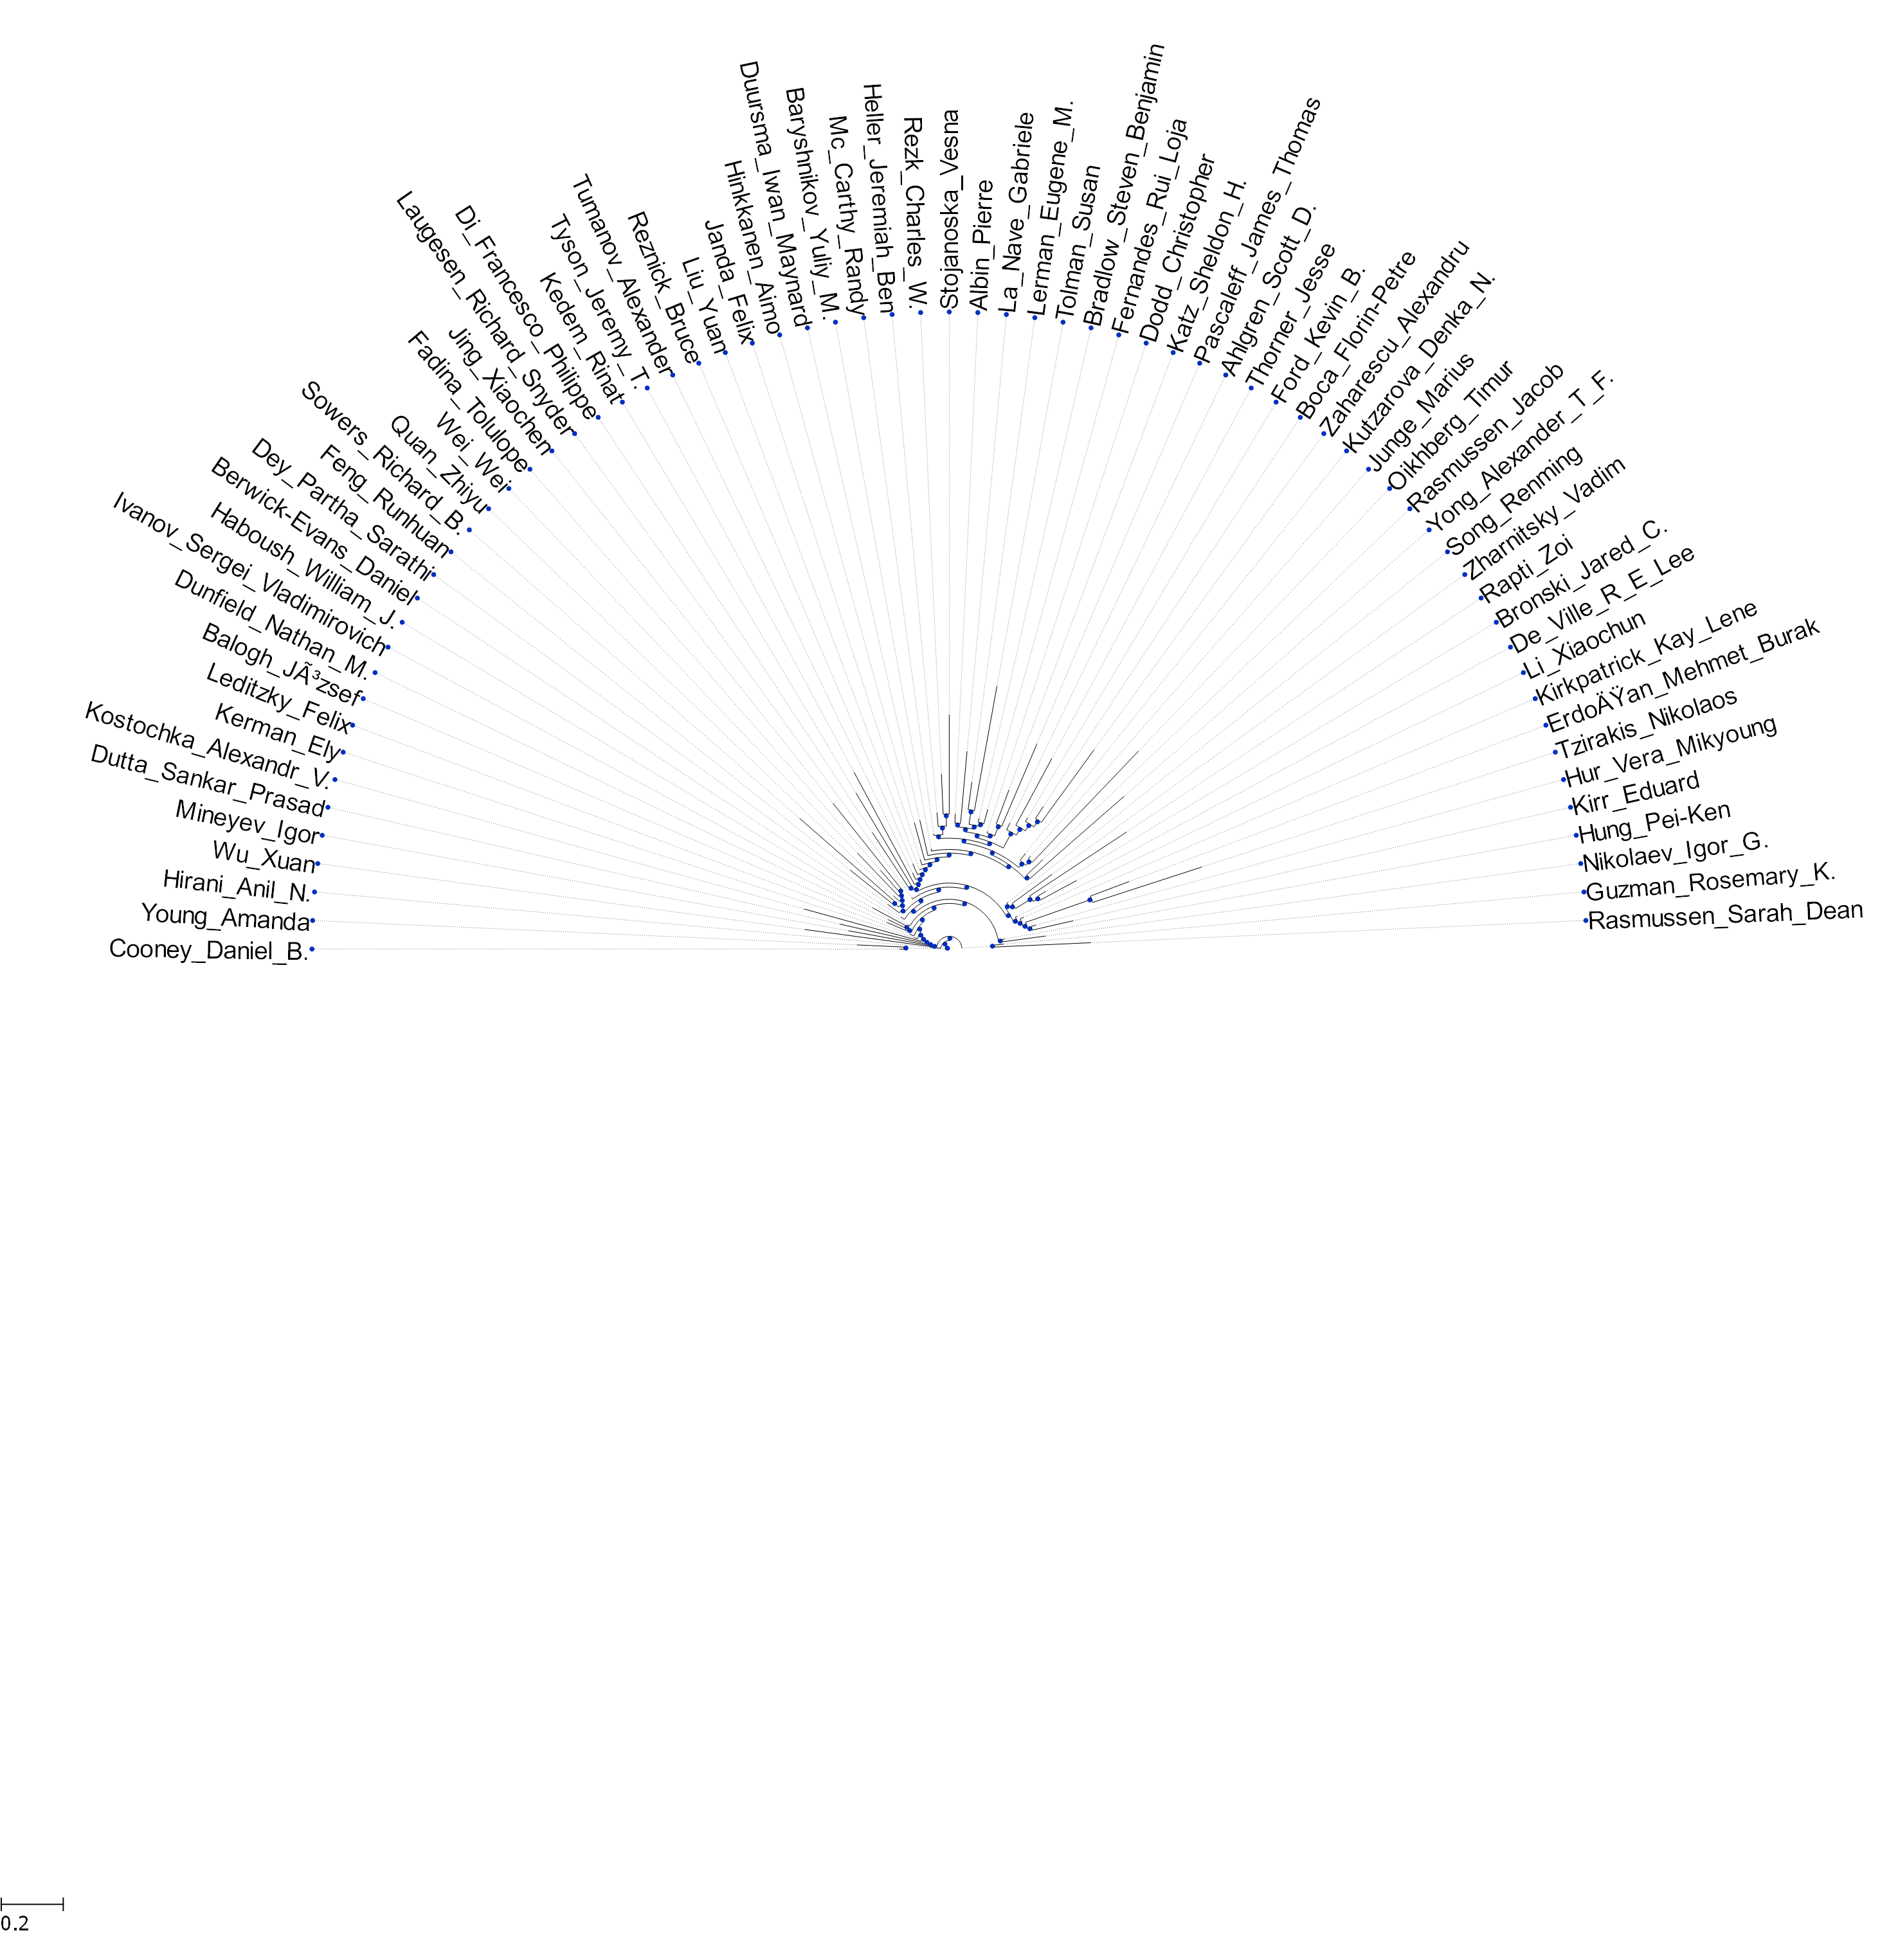 Cooney_Daniel_B.
Young_Amanda
Hirani_Anil_N.
Wu_Xuan
Mineyev_Igor
Dutta_Sankar_Prasad
Kostochka_Alexandr_V.
Kerman_Ely
Leditzky_Felix
Balogh_JÃ³zsef
Dunfield_Nathan_M.
Ivanov_Sergei_Vladimirovich
Haboush_William_J.
Berwick-Evans_Daniel
Dey_Partha_Sarathi
Feng_Runhuan
Sowers_Richard_B.
Quan_Zhiyu
Wei_Wei
Fadina_Tolulope
Jing_Xiaochen
Laugesen_Richard_Snyder
Di_Francesco_Philippe
Kedem_Rinat
Tyson_Jeremy_T.
Tumanov_Alexander
Reznick_Bruce
Liu_Yuan
Janda_Felix
Hinkkanen_Aimo
Duursma_Iwan_Maynard
Baryshnikov_Yuliy_M.
Mc_Carthy_Randy
Heller_Jeremiah_Ben
Rezk_Charles_W.
Stojanoska_Vesna
Albin_Pierre
La_Nave_Gabriele
Lerman_Eugene_M.
Tolman_Susan
Bradlow_Steven_Benjamin
Fernandes_Rui_Loja
Dodd_Christopher
Katz_Sheldon_H.
Pascaleff_James_Thomas
Ahlgren_Scott_D.
Thorner_Jesse
Ford_Kevin_B.
Boca_Florin-Petre
Zaharescu_Alexandru
Kutzarova_Denka_N.
Junge_Marius
Oikhberg_Timur
Rasmussen_Jacob
Yong_Alexander_T_F.
Song_Renming
Zharnitsky_Vadim
Rapti_Zoi
Bronski_Jared_C.
De_Ville_R_E_Lee
Li_Xiaochun
Kirkpatrick_Kay_Lene
ErdoÄŸan_Mehmet_Burak
Tzirakis_Nikolaos
Hur_Vera_Mikyoung
Kirr_Eduard
Hung_Pei-Ken
Nikolaev_Igor_G.
Guzman_Rosemary_K.
Rasmussen_Sarah_Dean
0.2